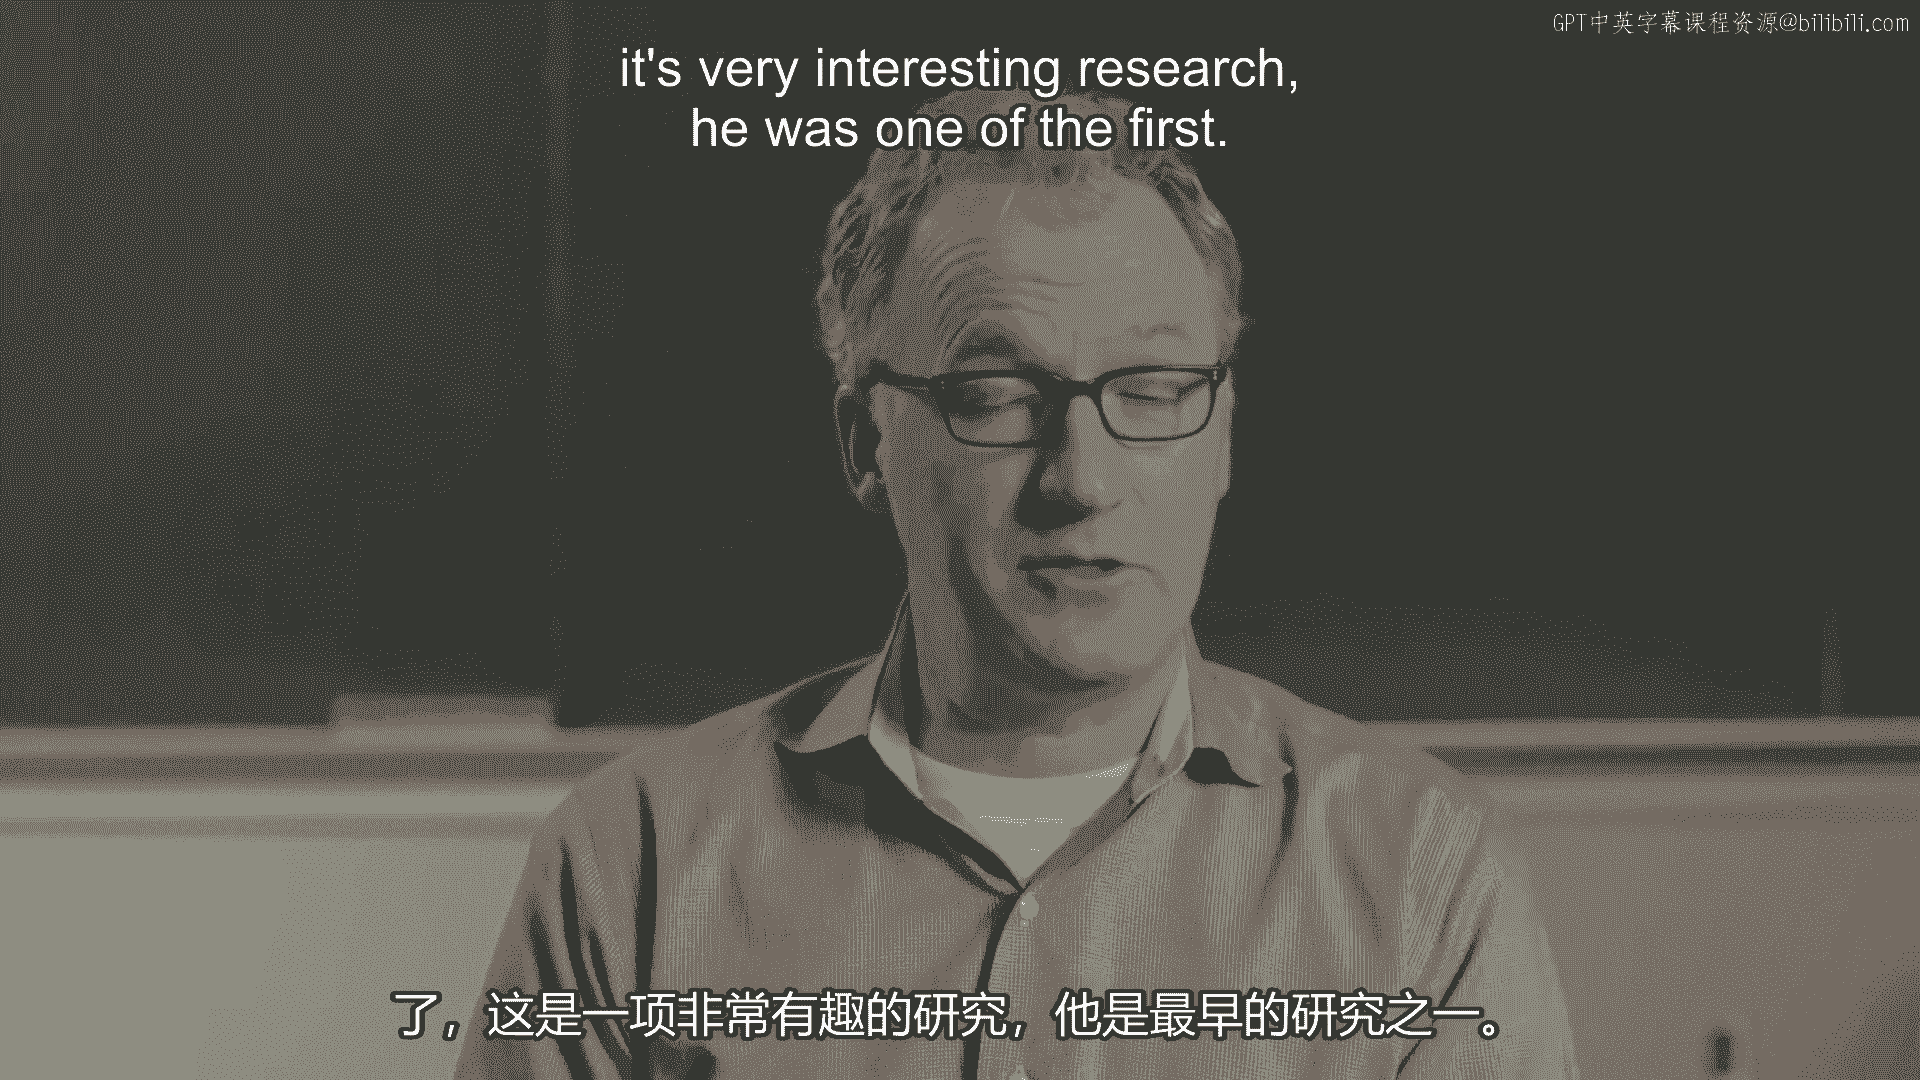 GPT中英字幕课程资源@bilibili.com
it's very interesting research,
he was one of the first.
了，这是一项非常有趣的研究，他是最早的研究之一。